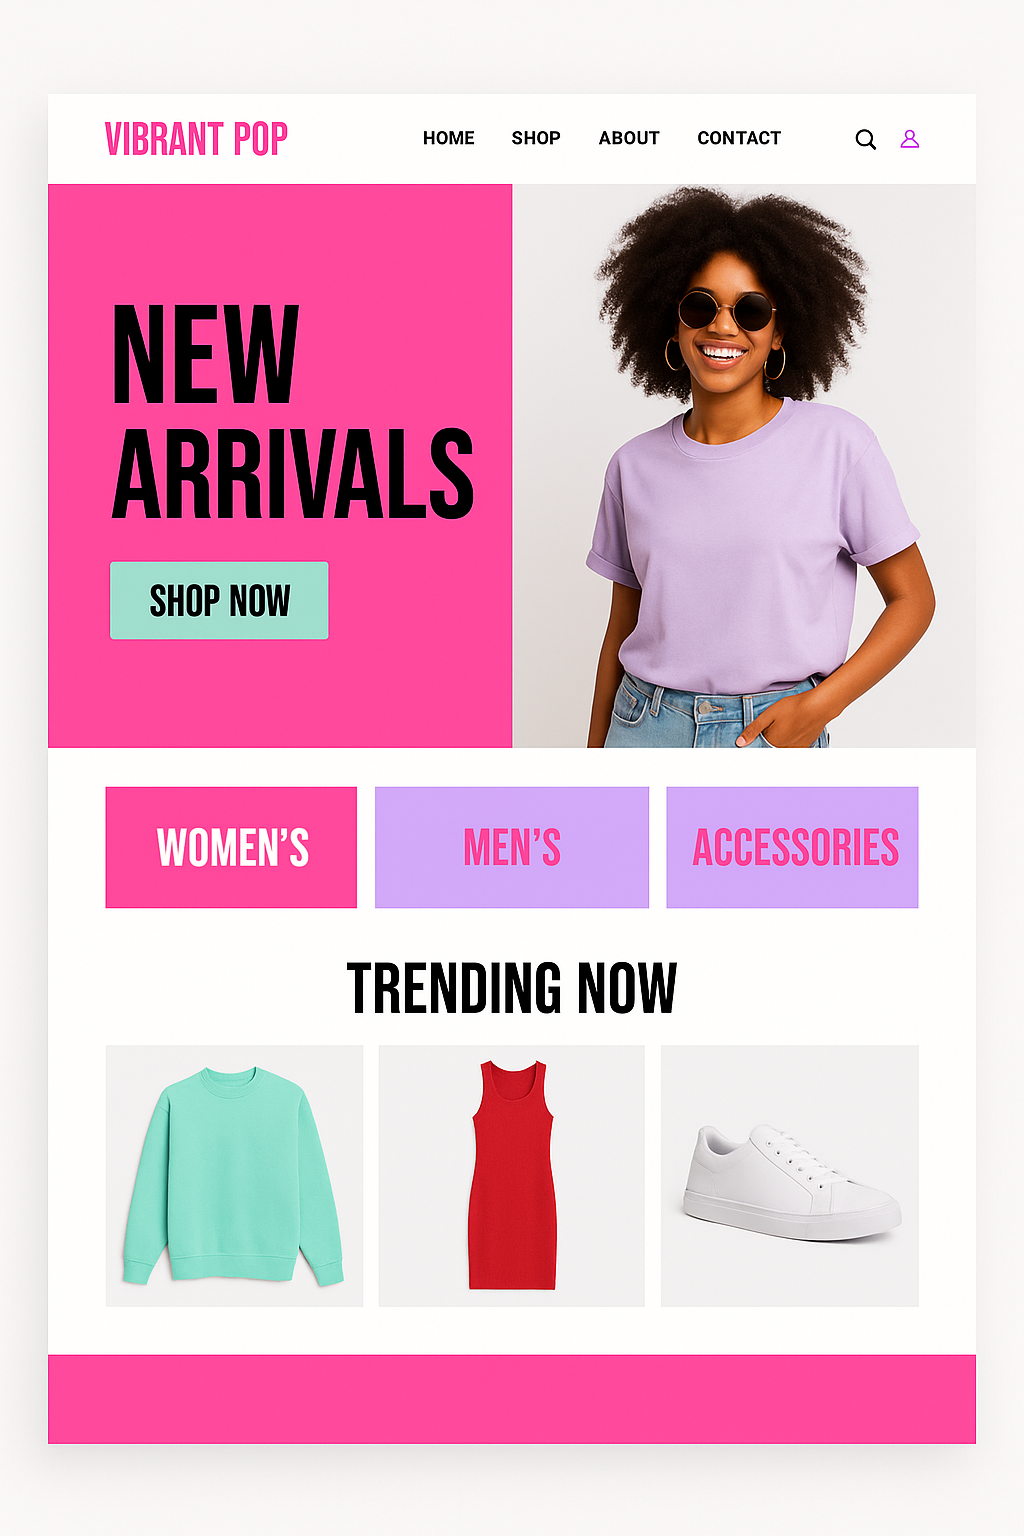 VIBRANT POP
HOME SHOP ABOUT CONTACT
NEW
ARRIVALS
SHOP NOW
WOMEN’S
MEN’S
ACCESSORIES
TRENDING NOW